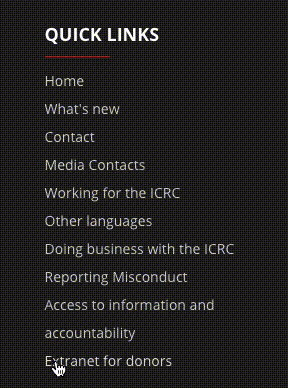 QUICK LINKS
Home
What's new
Contact
Media Contacts
Working for the ICRC
Other languages
Doing business with the ICRC
Reporting Misconduct
Access to information and
accountability
Extranet for donors